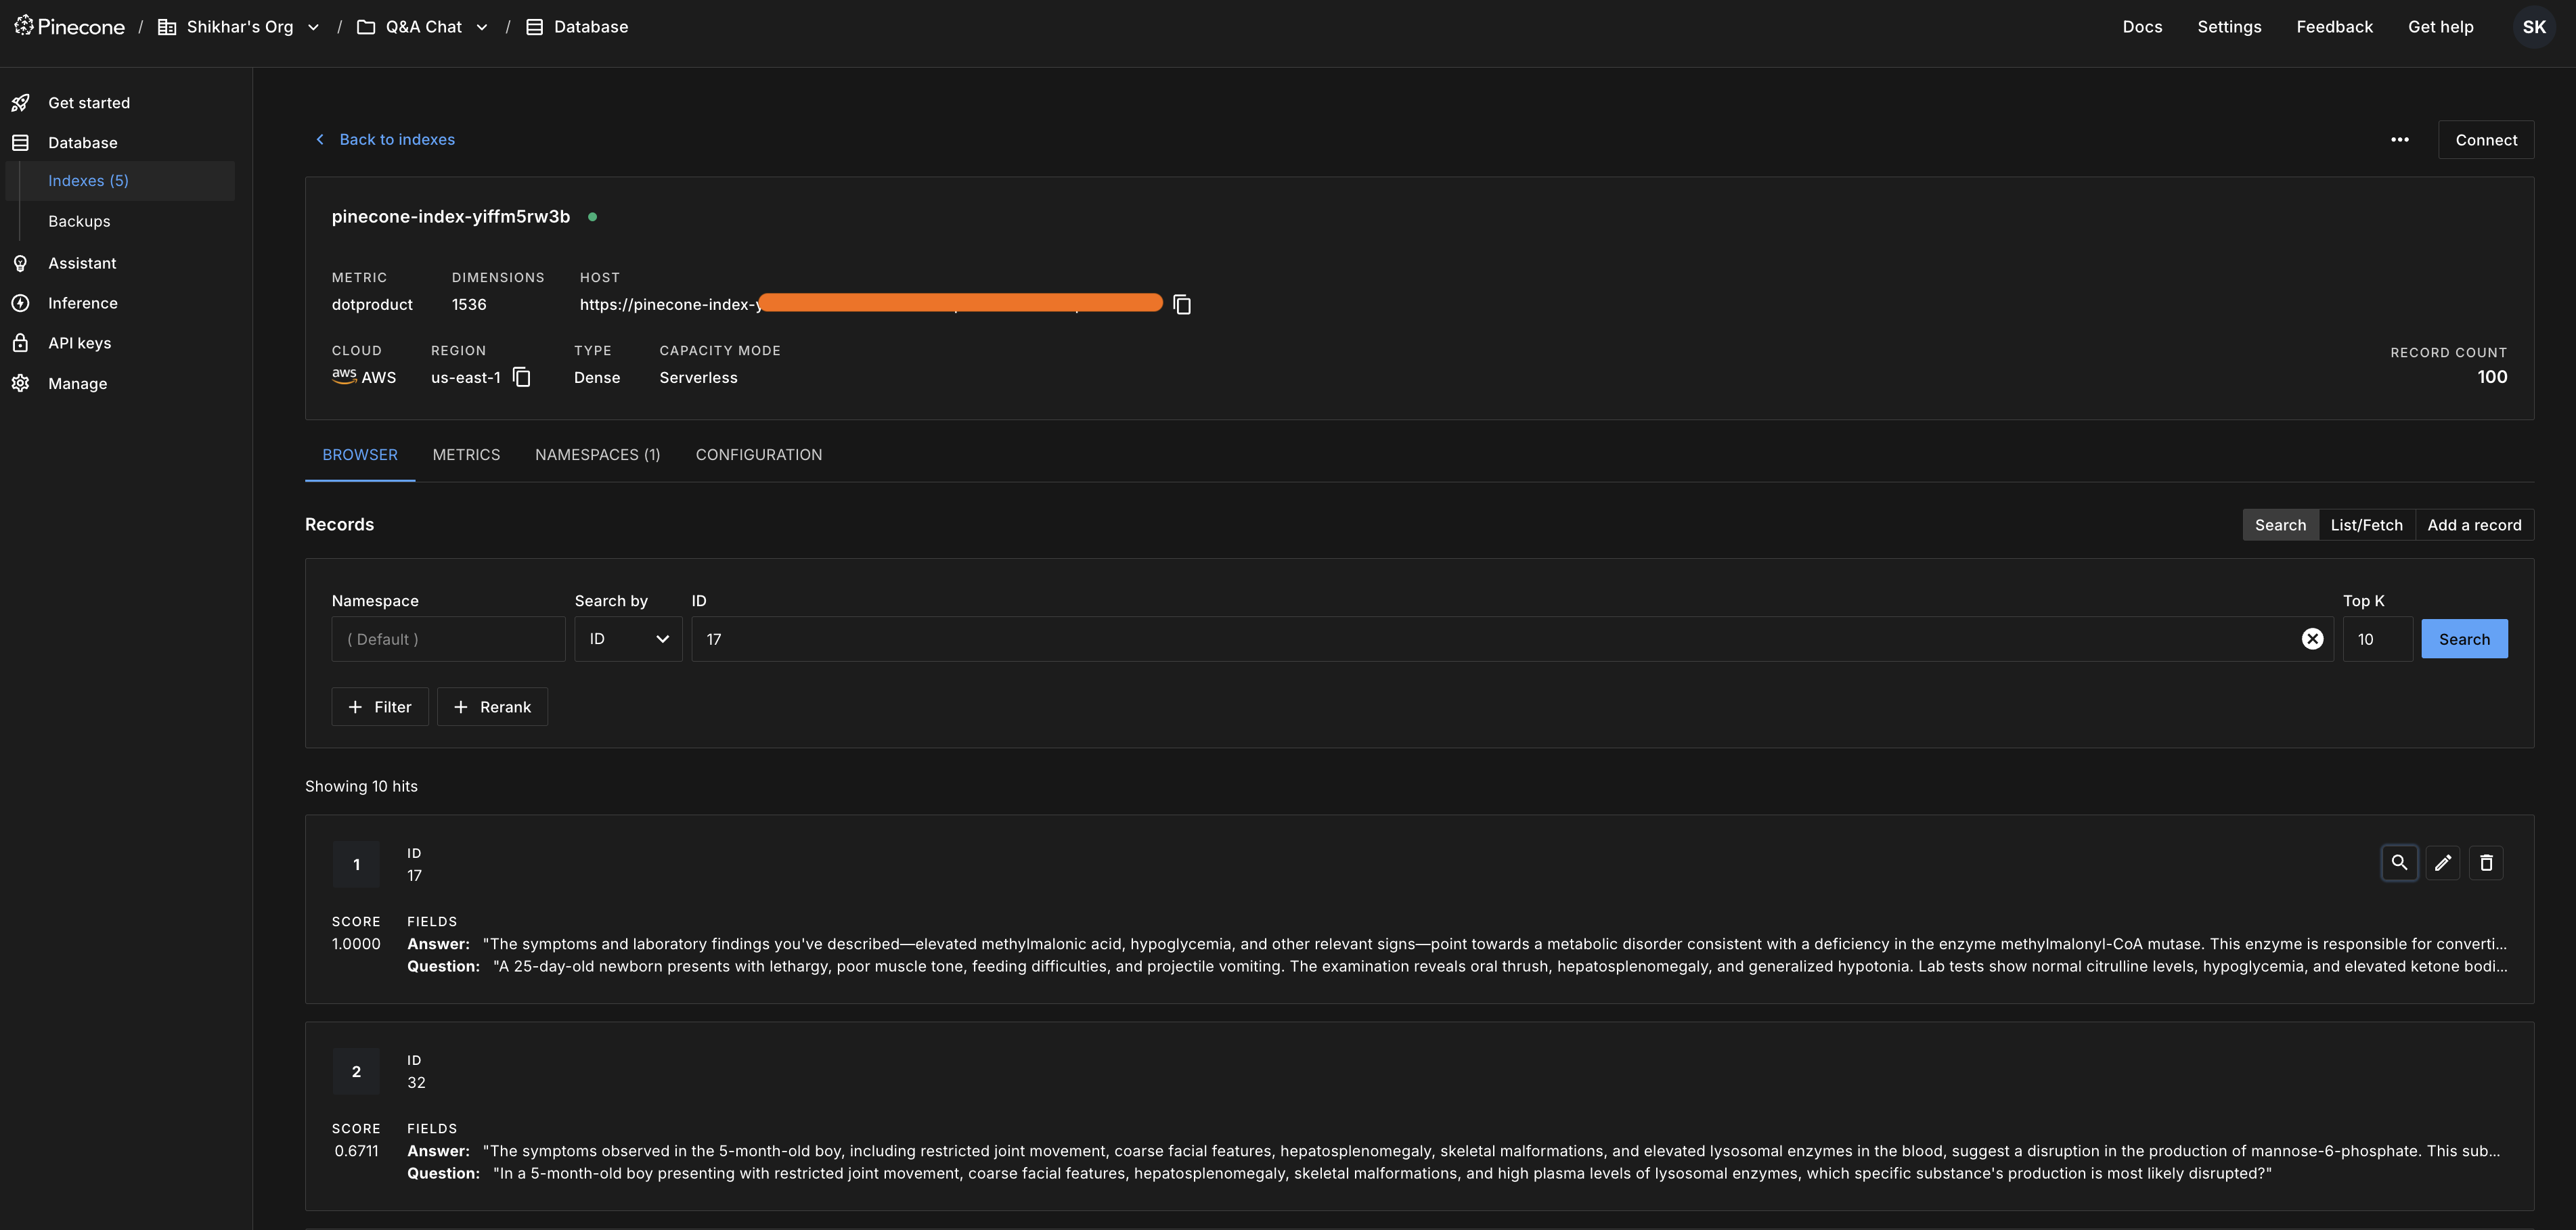 Pinecone / Shikhar's Org / Q&A Chat / Database
Docs Settings Feedback Get help SK
Get started
Database
Indexes (5)
Backups
Assistant
Inference
API keys
Manage
Back to indexes
••• Connect
pinecone-index-yiffm5rw3b
METRIC DIMENSIONS HOST
dotproduct 1536 https://pinecone-index-y
CLOUD REGION TYPE CAPACITY MODE
aws AWS us-east-1 Dense Serverless
RECORD COUNT
100
BROWSER METRICS NAMESPACES (1) CONFIGURATION
Records
Search List/Fetch Add a record
Namespace Search by ID Top K
( Default ) ID 17 10 Search
+ Filter + Rerank
Showing 10 hits
1
ID
17
SCORE FIELDS
1.0000 Answer: "The symptoms and laboratory findings you've described—elevated methylmalonic acid, hypoglycemia, and other relevant signs—point towards a metabolic disorder consistent with a deficiency in the enzyme methylmalonyl-CoA mutase. This enzyme is responsible for converti...
Question: "A 25-day-old newborn presents with lethargy, poor muscle tone, feeding difficulties, and projectile vomiting. The examination reveals oral thrush, hepatosplenomegaly, and generalized hypotonia. Lab tests show normal citrulline levels, hypoglycemia, and elevated ketone bodi...
2
ID
32
SCORE FIELDS
0.6711 Answer: "The symptoms observed in the 5-month-old boy, including restricted joint movement, coarse facial features, hepatosplenomegaly, skeletal malformations, and elevated lysosomal enzymes in the blood, suggest a disruption in the production of mannose-6-phosphate. This sub...
Question: "In a 5-month-old boy presenting with restricted joint movement, coarse facial features, hepatosplenomegaly, skeletal malformations, and high plasma levels of lysosomal enzymes, which specific substance's production is most likely disrupted?"